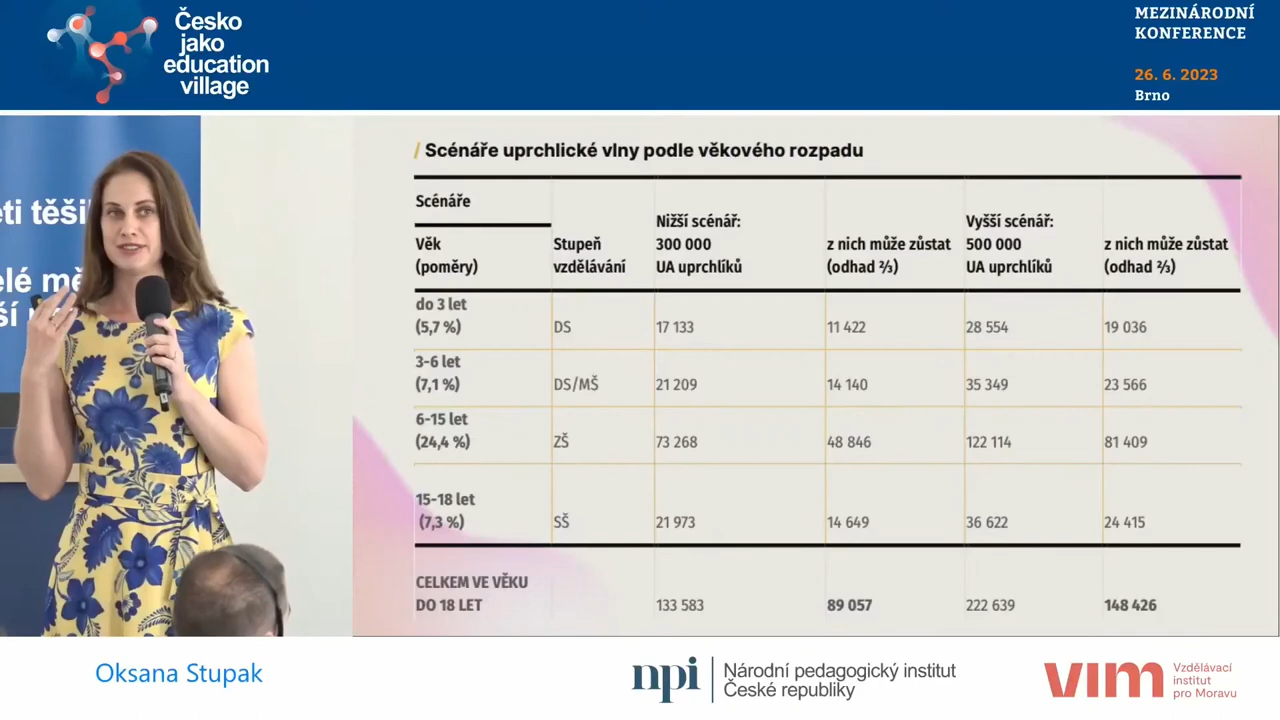 Česko
jako
education
village
MEZINÁRODNÍ
KONFERENCE
26. 6. 2023
Brno
/ Scénáře uprchlické vlny podle věkového rozpadu
Scénáře
Věk
(poměry)
Stupeň
vzdělávání
Nižší scénář:
300 000
UA uprchlíků
z nich může zůstat
(odhad ⅔)
Vyšší scénář:
500 000
UA uprchlíků
z nich může zůstat
(odhad ⅔)
do 3 let
(5,7 %) DS 17 133 11 422 28 554 19 036
3-6 let
(7,1 %) DS/MŠ 21 209 14 140 35 349 23 566
6-15 let
(24,4 %) ZŠ 73 268 48 846 122 114 81 409
15-18 let
(7,3 %) SŠ 21 973 14 649 36 622 24 415
CELKEM VE VĚKU
DO 18 LET 133 583 89 057 222 639 148 426
Oksana Stupak
npi
Národní pedagogický institut
České republiky
vim
Vzdělávací
institut
pro Moravu